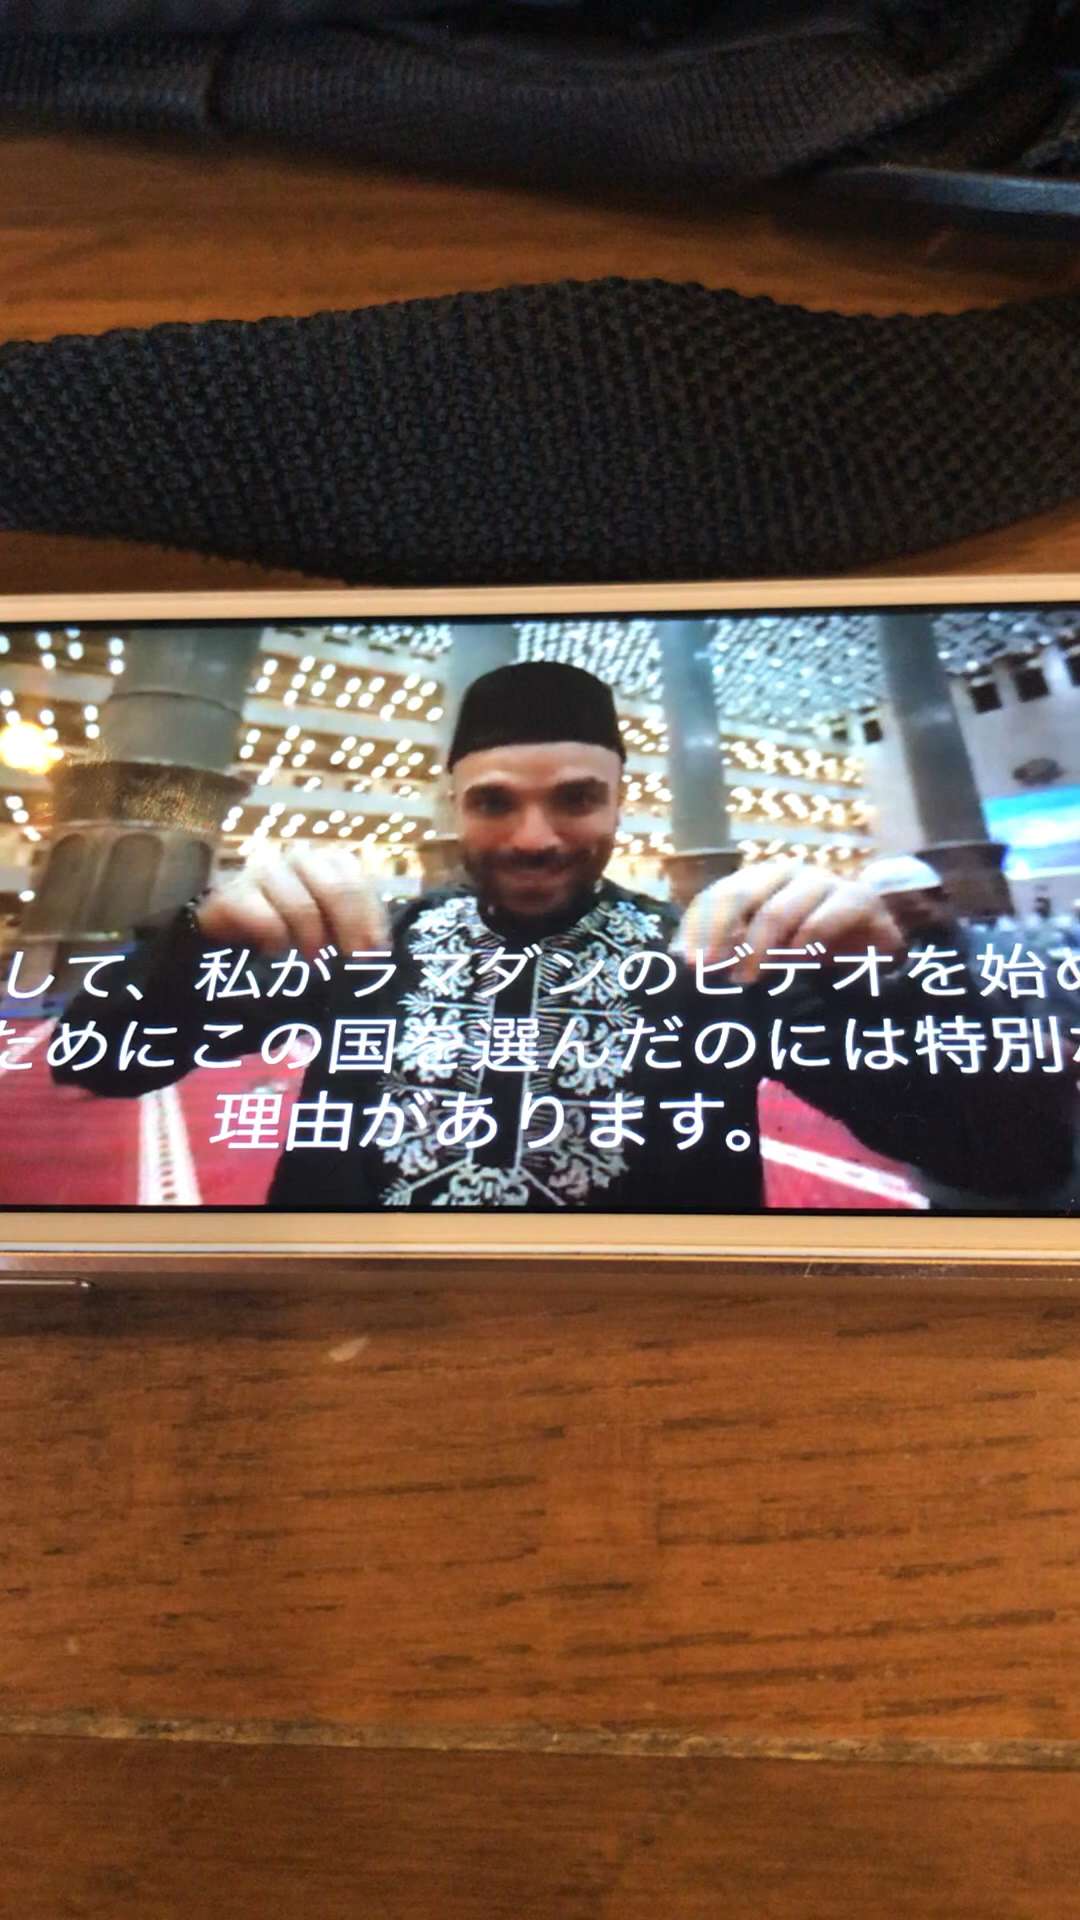 して、私がラマダンのビデオを始め
ためにこの国を選んだのには特別
理由があります。